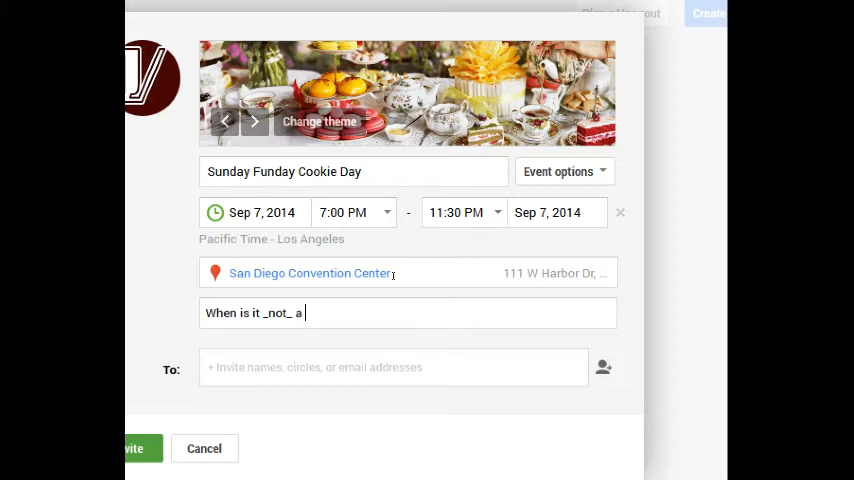 Plan a Hangout
Create
Change theme
Sunday Funday Cookie Day
Event options
Sep 7, 2014 7:00 PM - 11:30 PM Sep 7, 2014
Pacific Time - Los Angeles
San Diego Convention Center 111 W Harbor Dr, ...
When is it _not_ a
To: + Invite names, circles, or email addresses
vite Cancel